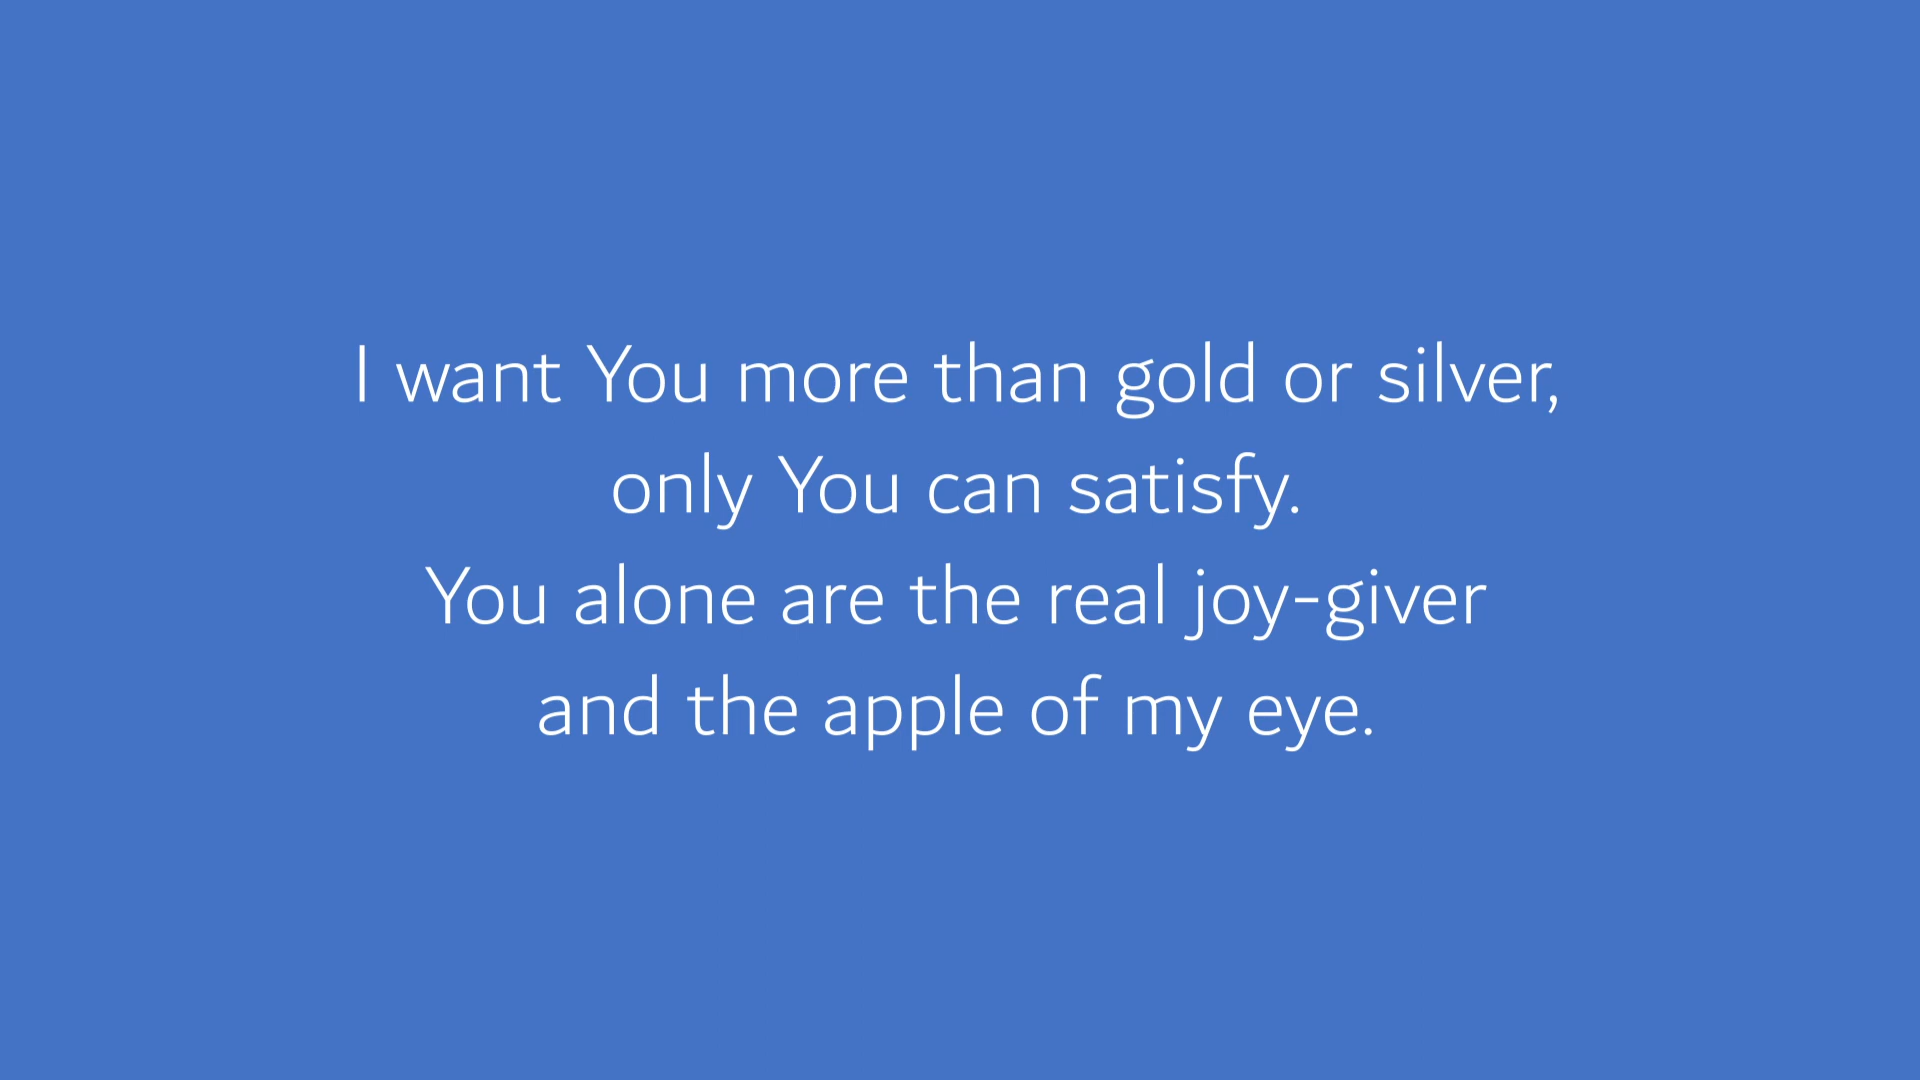 I want You more than gold or silver,
only You can satisfy.
You alone are the real joy-giver
and the apple of my eye.